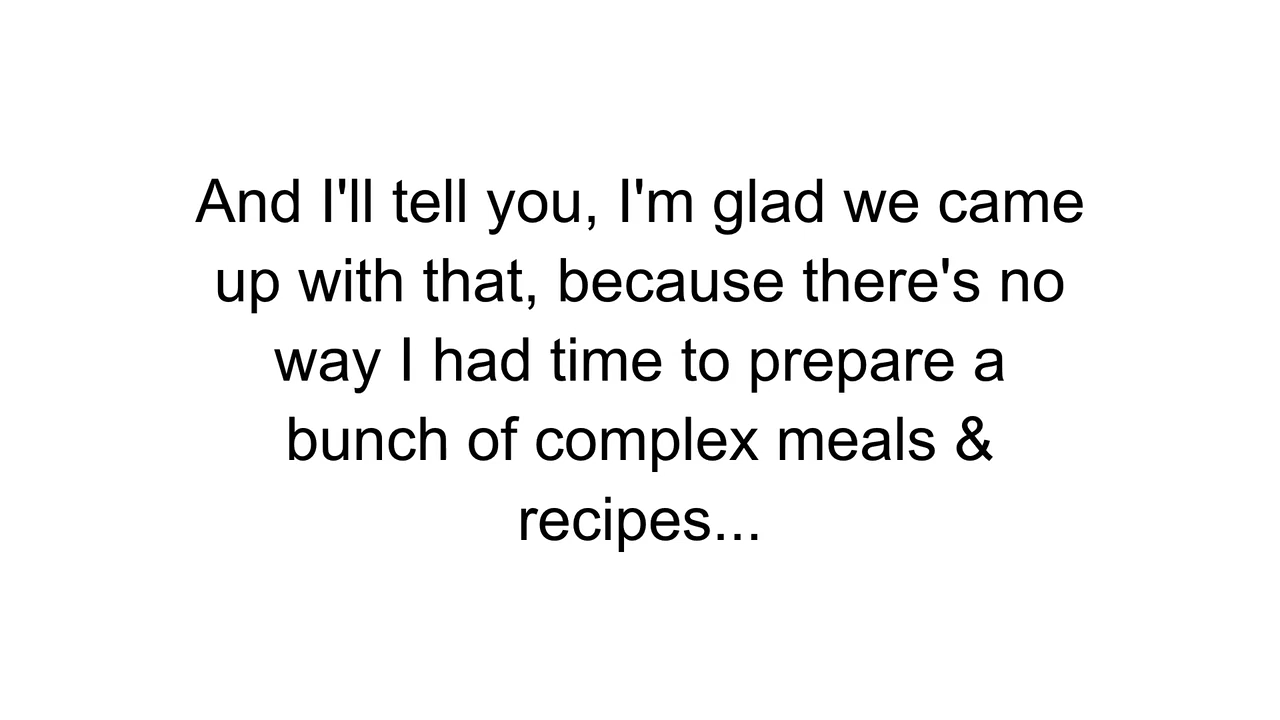 And I'll tell you, I'm glad we came
up with that, because there's no
way I had time to prepare a
bunch of complex meals &
recipes...